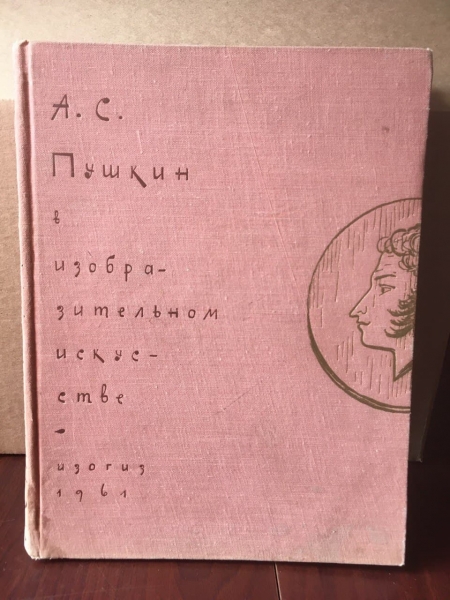 А. С.
Пушкин
в
изобра-
зительном
искус-
стве
-
изогиз
1961